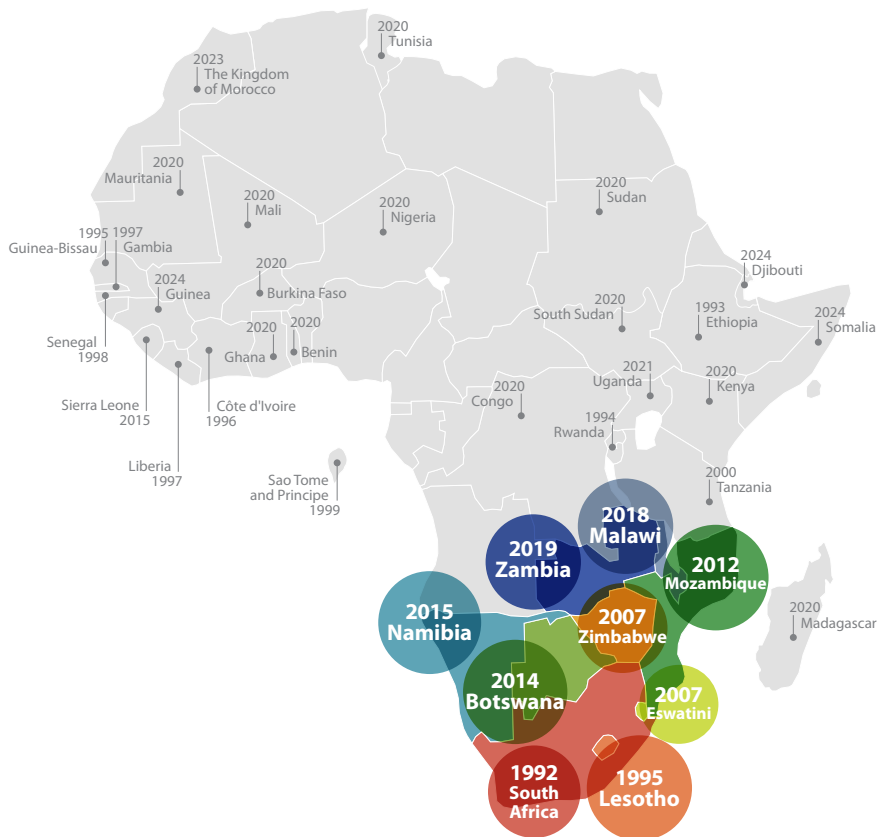 2020
Tunisia
2023
The Kingdom
of Morocco
2020
Mauritania
2020
Mali
2020
Nigeria
2020
Sudan
1995
Guinea-Bissau
1997
Gambia
2024
Guinea
2020
Burkina Faso
2024
Djibouti
2020
South Sudan
1993
Ethiopia
2024
Somalia
Senegal
1998
2020
Ghana
2020
Benin
Sierra Leone
2015
Côte d'Ivoire
1996
2020
Congo
2021
Uganda
2020
Kenya
1994
Rwanda
Liberia
1997
Sao Tome
and Principe
1999
2000
Tanzania
2018
Malawi
2019
Zambia
2012
Mozambique
2015
Namibia
2007
Zimbabwe
2020
Madagascar
2014
Botswana
2007
Eswatini
1992
South
Africa
1995
Lesotho